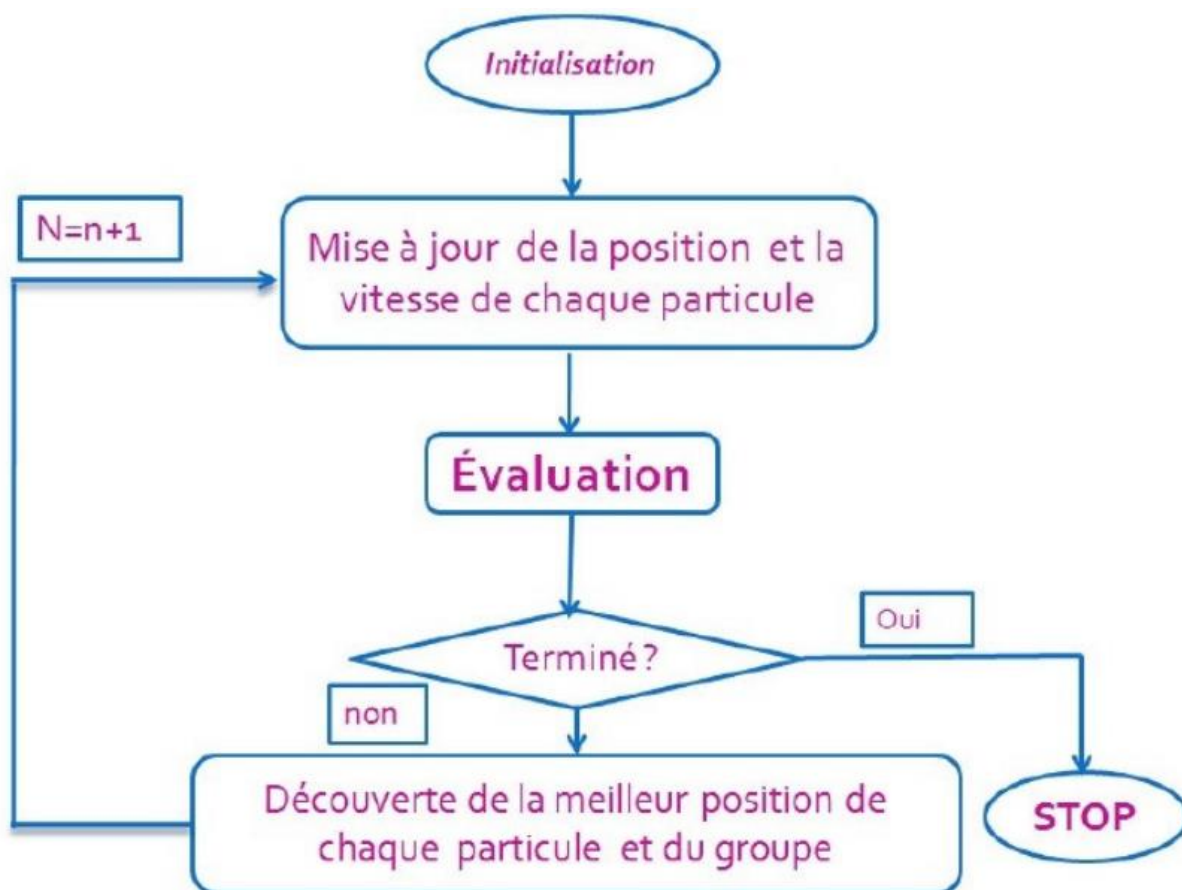 Initialisation
N=n+1
Mise à jour de la position et la
vitesse de chaque particule
Évaluation
Oui
Terminé?
non
Découverte de la meilleur position de
chaque particule et du groupe
STOP